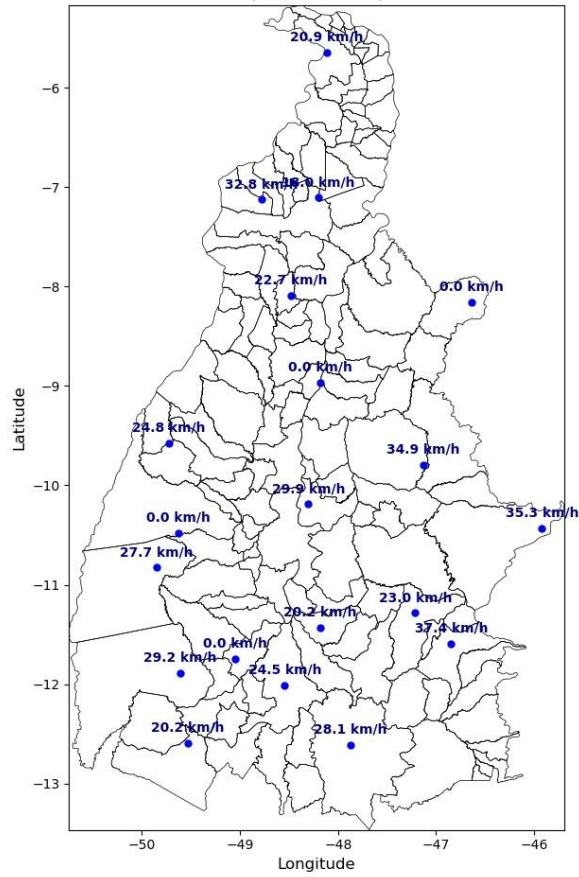 20.9 km/h
−6
32.8 km/h
−7
22.7 km/h
−8
0.0 km/h
0.0 km/h
−9
24.8 km/h
34.9 km/h
−10
29.9 km/h
35.3 km/h
0.0 km/h
27.7 km/h
−11
23.0 km/h
20.2 km/h
37.4 km/h
0.0 km/h
29.2 km/h
24.5 km/h
−12
20.2 km/h
28.1 km/h
−13
Latitude
−50
−49
−48
−47
−46
Longitude